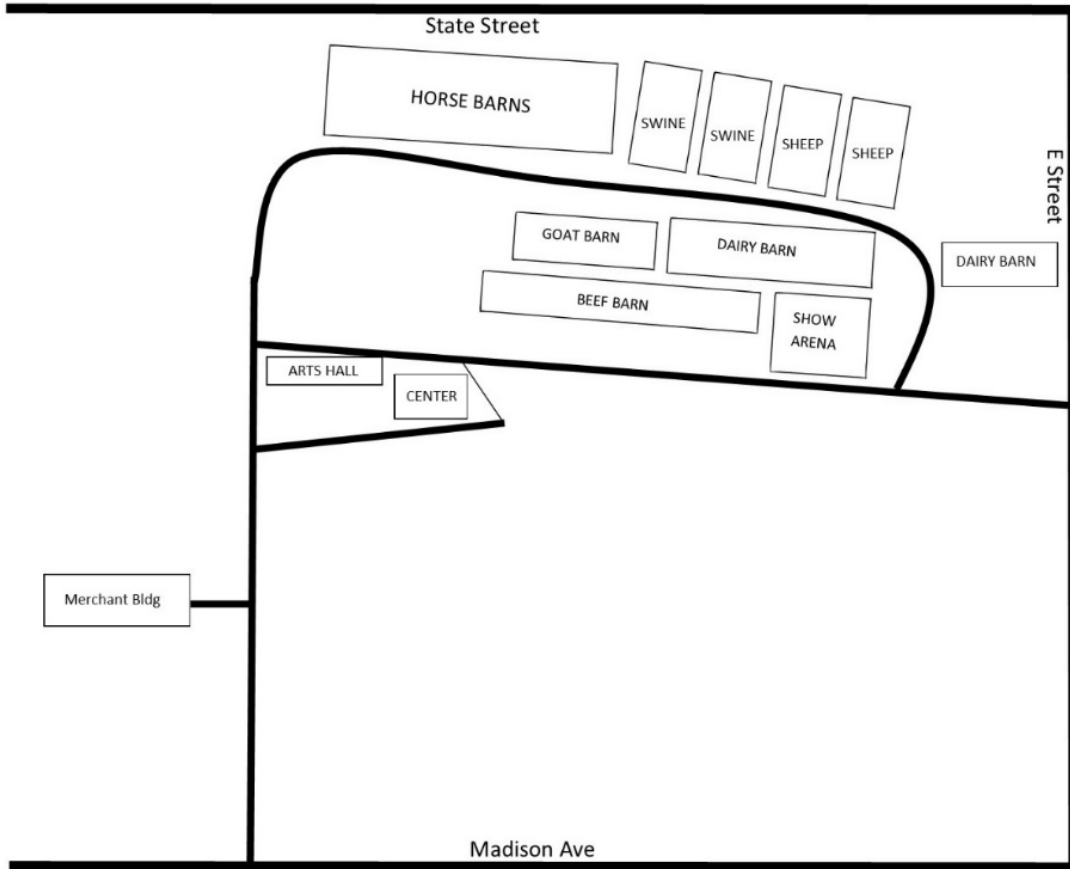 State Street
HORSE BARNS
SWINE
SWINE
SHEEP
SHEEP
E Street
GOAT BARN
DAIRY BARN
DAIRY BARN
BEEF BARN
SHOW
ARENA
ARTS HALL
CENTER
Merchant Bldg
Madison Ave